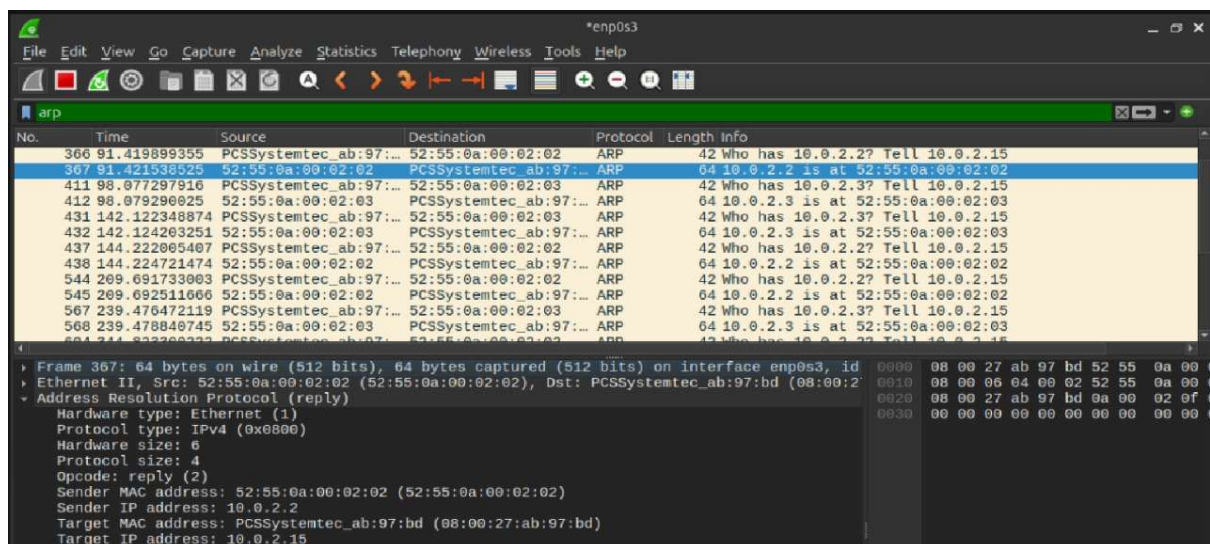 *enp0s3
File Edit View Go Capture Analyze Statistics Telephony Wireless Tools Help
arp
No. Time Source Destination Protocol Length Info
366 91.419899355 PCSSystemtec_ab:97:… 52:55:0a:00:02:02 ARP 42 Who has 10.0.2.2? Tell 10.0.2.15
367 91.421538525 52:55:0a:00:02:02 PCSSystemtec_ab:97:… ARP 64 10.0.2.2 is at 52:55:0a:00:02:02
411 98.077297916 PCSSystemtec_ab:97:… 52:55:0a:00:02:03 ARP 42 Who has 10.0.2.3? Tell 10.0.2.15
412 98.079290025 52:55:0a:00:02:03 PCSSystemtec_ab:97:… ARP 64 10.0.2.3 is at 52:55:0a:00:02:03
431 142.122348874 PCSSystemtec_ab:97:… 52:55:0a:00:02:03 ARP 42 Who has 10.0.2.3? Tell 10.0.2.15
432 142.124203251 52:55:0a:00:02:03 PCSSystemtec_ab:97:… ARP 64 10.0.2.3 is at 52:55:0a:00:02:03
437 144.222005407 PCSSystemtec_ab:97:… 52:55:0a:00:02:02 ARP 42 Who has 10.0.2.2? Tell 10.0.2.15
438 144.224721474 52:55:0a:00:02:02 PCSSystemtec_ab:97:… ARP 64 10.0.2.2 is at 52:55:0a:00:02:02
544 209.691733003 PCSSystemtec_ab:97:… 52:55:0a:00:02:02 ARP 42 Who has 10.0.2.2? Tell 10.0.2.15
545 209.692511666 52:55:0a:00:02:02 PCSSystemtec_ab:97:… ARP 64 10.0.2.2 is at 52:55:0a:00:02:02
567 239.476472119 PCSSystemtec_ab:97:… 52:55:0a:00:02:03 ARP 42 Who has 10.0.2.3? Tell 10.0.2.15
568 239.478840745 52:55:0a:00:02:03 PCSSystemtec_ab:97:… ARP 64 10.0.2.3 is at 52:55:0a:00:02:03
Frame 367: 64 bytes on wire (512 bits), 64 bytes captured (512 bits) on interface enp0s3, id
Ethernet II, Src: 52:55:0a:00:02:02 (52:55:0a:00:02:02), Dst: PCSSystemtec_ab:97:bd (08:00:2
Address Resolution Protocol (reply)
Hardware type: Ethernet (1)
Protocol type: IPv4 (0x0800)
Hardware size: 6
Protocol size: 4
Opcode: reply (2)
Sender MAC address: 52:55:0a:00:02:02 (52:55:0a:00:02:02)
Sender IP address: 10.0.2.2
Target MAC address: PCSSystemtec_ab:97:bd (08:00:27:ab:97:bd)
Target IP address: 10.0.2.15
0000 08 00 27 ab 97 bd 52 55 0a 00
0010 08 00 06 04 00 02 52 55 0a 00
0020 08 00 27 ab 97 bd 0a 00 02 0f
0030 00 00 00 00 00 00 00 00 00 00